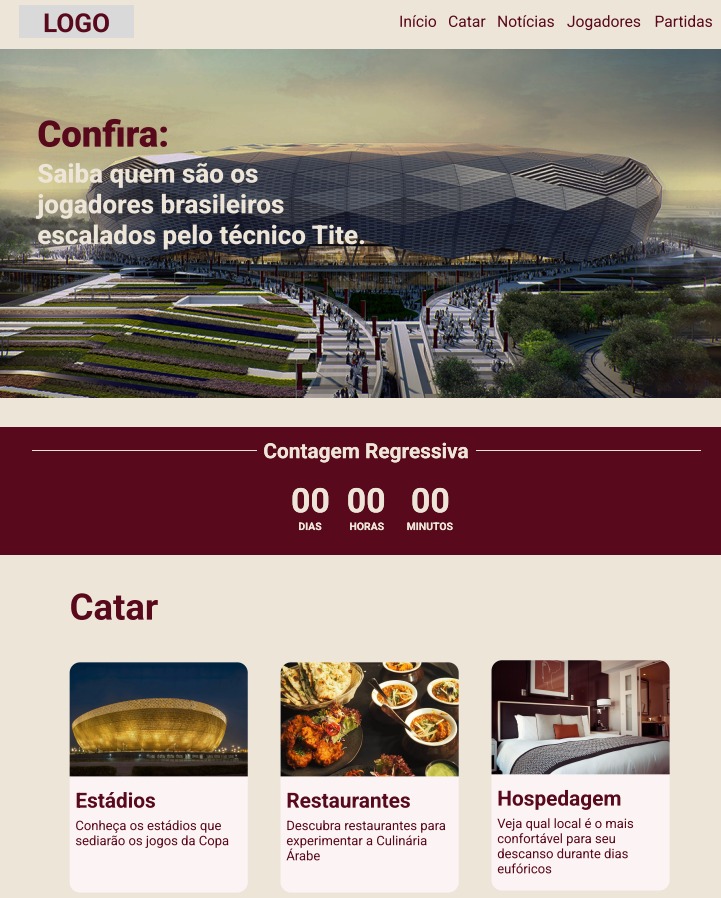 LOGO
Início Catar Notícias Jogadores Partidas
Confira:
Saiba quem são os
jogadores brasileiros
escalados pelo técnico Tite.
Contagem Regressiva
00 00 00
DIAS HORAS MINUTOS
Catar
Estádios
Conheça os estádios que
sediarão os jogos da Copa
Restaurantes
Descubra restaurantes para
experimentar a Culinária
Árabe
Hospedagem
Veja qual local é o mais
confortável para seu
descanso durante dias
eufóricos